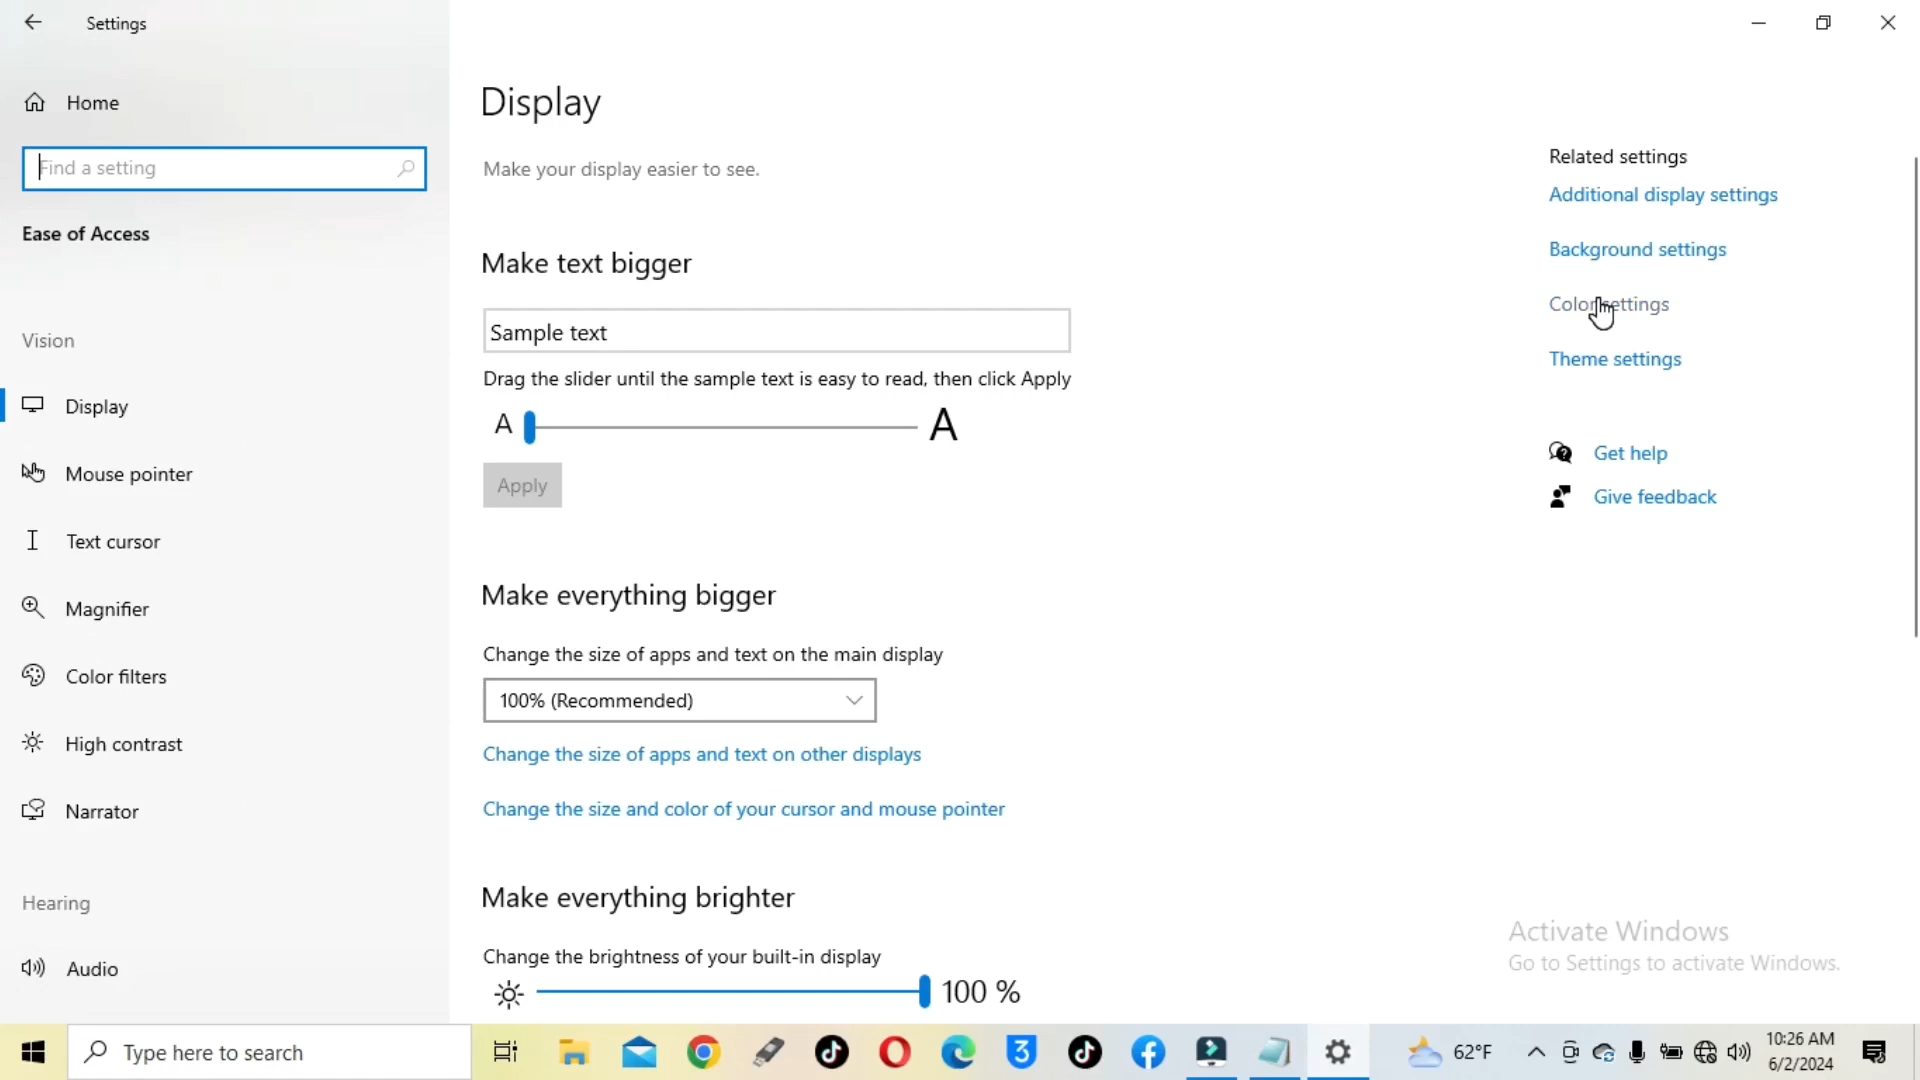 Settings
Home
Find a setting
Ease of Access
Vision
Display
Mouse pointer
Text cursor
Magnifier
Color filters
High contrast
Narrator
Hearing
Audio
Display
Make your display easier to see.
Make text bigger
Sample text
Drag the slider until the sample text is easy to read, then click Apply
A A
Apply
Make everything bigger
Change the size of apps and text on the main display
100% (Recommended)
Change the size of apps and text on other displays
Change the size and color of your cursor and mouse pointer
Make everything brighter
Change the brightness of your built-in display
100 %
Related settings
Additional display settings
Background settings
Color settings
Theme settings
Get help
Give feedback
Activate Windows
Go to Settings to activate Windows.
Type here to search
3
62°F
10:26 AM
6/2/2024